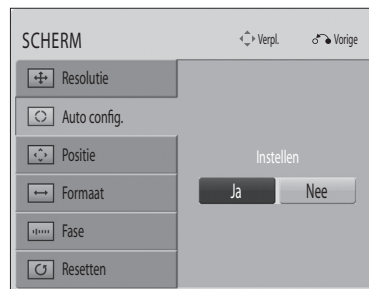 SCHERM Verpl. Vorige
Resolutie
Auto config.
Positie
Formaat
Fase
Resetten
Instellen
Ja Nee